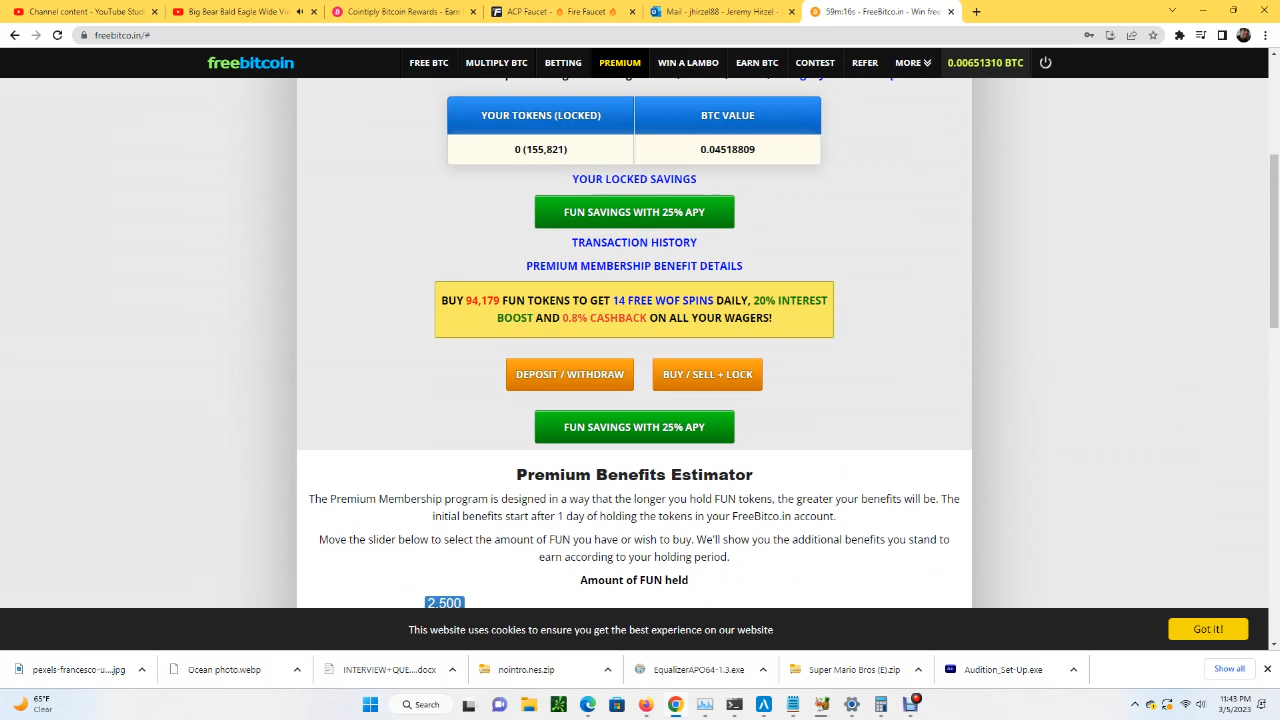 Channel content - YouTube Studi
Big Bear Bald Eagle Wide Vi
Cointiply Bitcoin Rewards - Earn
ACP Faucet - 🔥 Fire Faucet 🔥
Mail - jhirzel88 - Jeremy Hirzel -
59m:16s - FreeBitco.in - Win free
freebitco.in/#
freebitcoin
FREE BTC
MULTIPLY BTC
BETTING
PREMIUM
WIN A LAMBO
EARN BTC
CONTEST
REFER
MORE
0.00651310 BTC
YOUR TOKENS (LOCKED)
BTC VALUE
0 (155,821)
0.04518809
YOUR LOCKED SAVINGS
FUN SAVINGS WITH 25% APY
TRANSACTION HISTORY
PREMIUM MEMBERSHIP BENEFIT DETAILS
BUY 94,179 FUN TOKENS TO GET 14 FREE WOF SPINS DAILY, 20% INTEREST
BOOST AND 0.8% CASHBACK ON ALL YOUR WAGERS!
DEPOSIT / WITHDRAW
BUY / SELL + LOCK
FUN SAVINGS WITH 25% APY
Premium Benefits Estimator
The Premium Membership program is designed in a way that the longer you hold FUN tokens, the greater your benefits will be. The
initial benefits start after 1 day of holding the tokens in your FreeBitco.in account.
Move the slider below to select the amount of FUN you have or wish to buy. We'll show you the additional benefits you stand to
earn according to your holding period.
Amount of FUN held
2,500
This website uses cookies to ensure you get the best experience on our website
Got it!
pexels-francesco-u....jpg
Ocean photo.webp
INTERVIEW+QUE....docx
nointro.nes.zip
EqualizerAPO64-1.3.exe
Super Mario Bros (E).zip
Audition_Set-Up.exe
Show all
65°F
Clear
Search
11:43 PM
3/5/2023